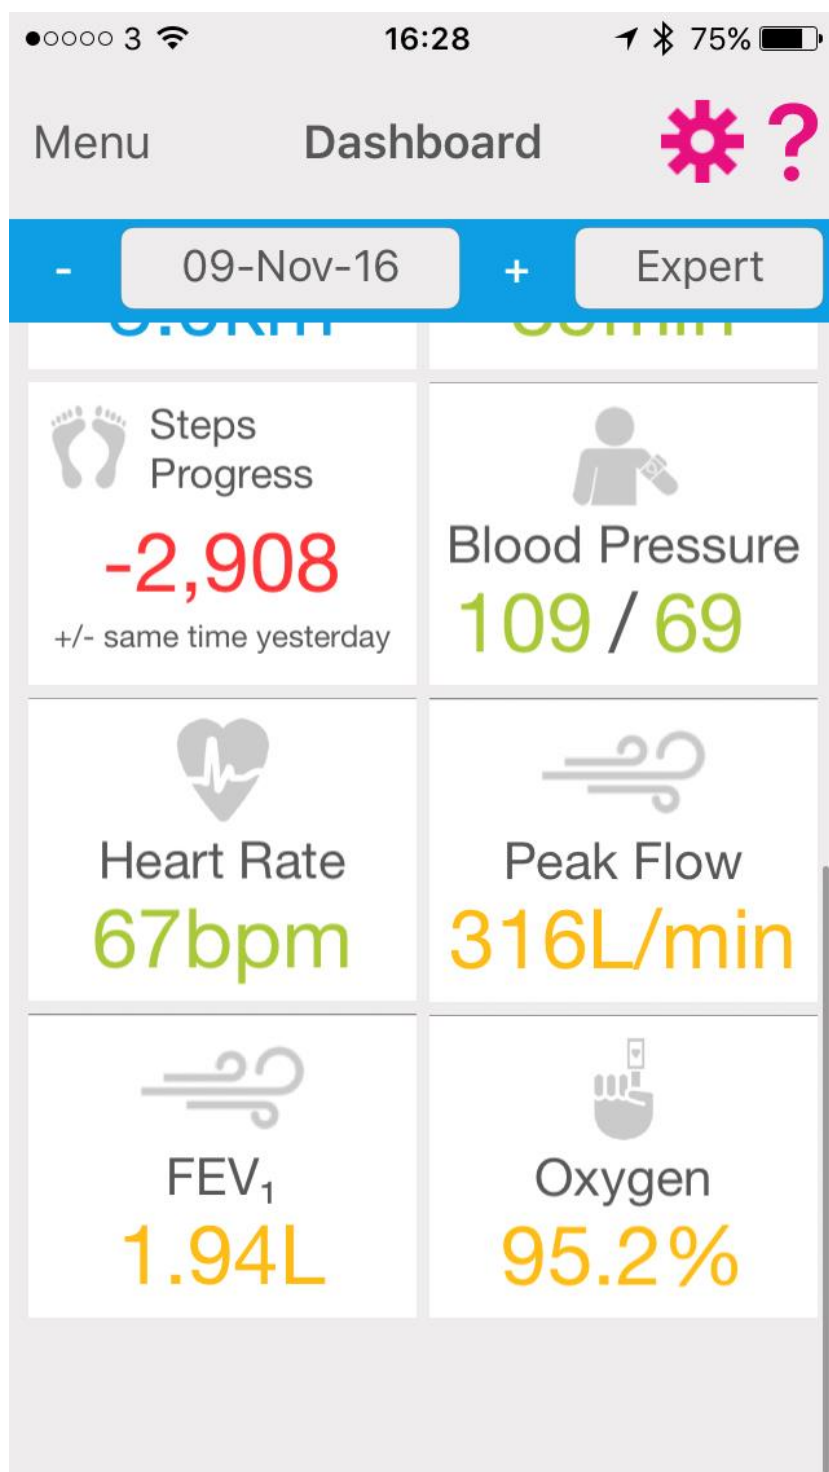 3 16:28 75%
Menu Dashboard ?
- 09-Nov-16 + Expert
Steps
Progress
-2,908
+/- same time yesterday
Blood Pressure
109 / 69
Heart Rate
67bpm
Peak Flow
316L/min
FEV₁
1.94L
Oxygen
95.2%